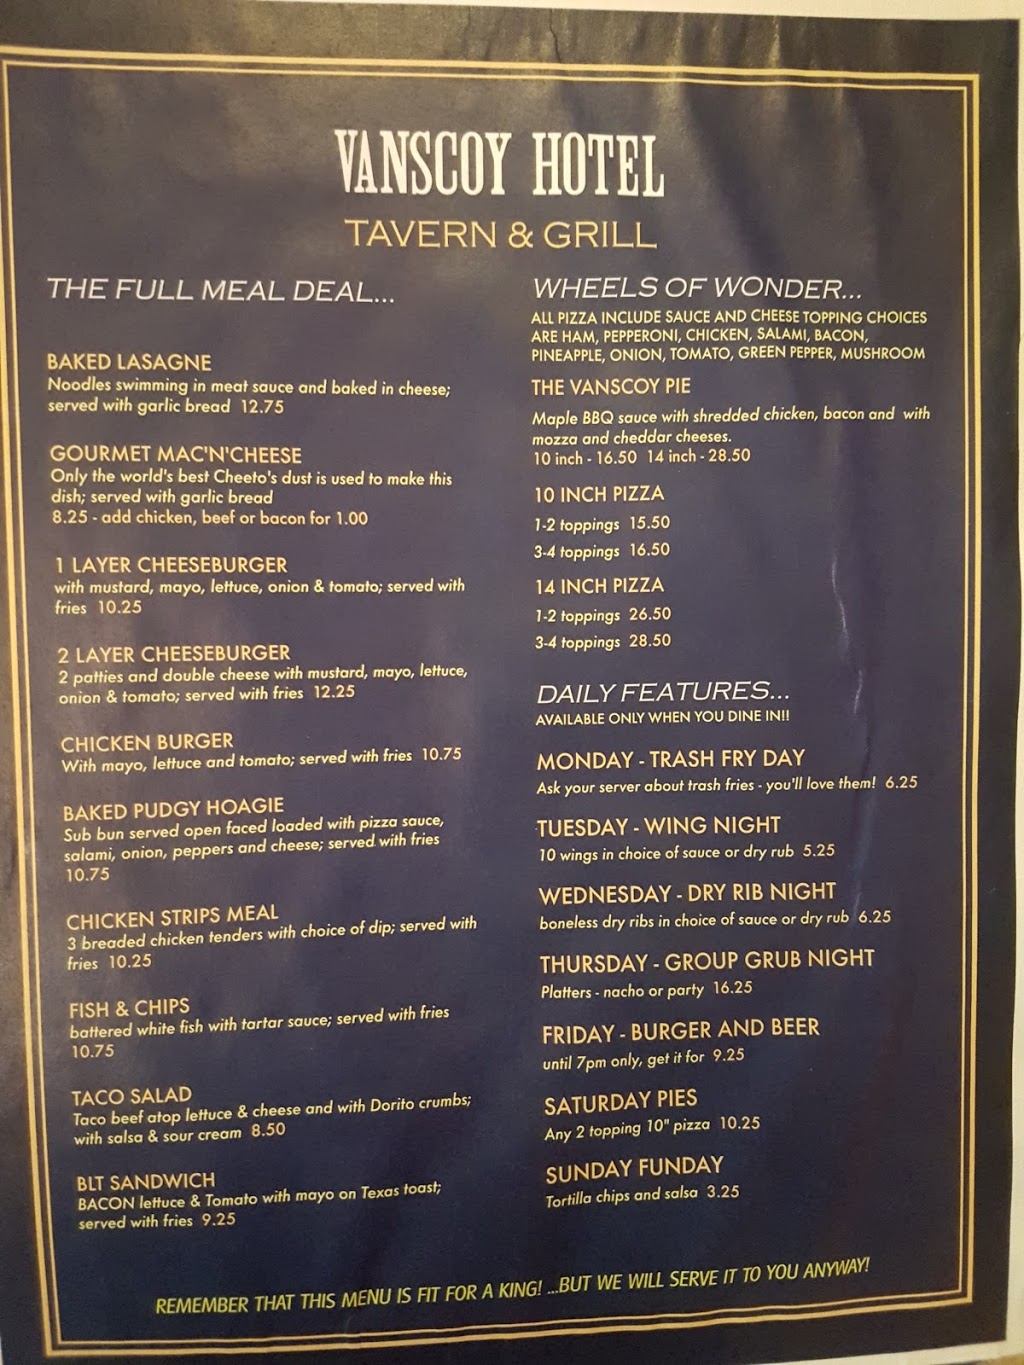 VANSCOY HOTEL
TAVERN & GRILL
THE FULL MEAL DEAL...
BAKED LASAGNE
Noodles swimming in meat sauce and baked in cheese;
served with garlic bread 12.75
GOURMET MAC'N'CHEESE
Only the world's best Cheeto's dust is used to make this
dish; served with garlic bread
8.25 - add chicken, beef or bacon for 1.00
1 LAYER CHEESEBURGER
with mustard, mayo, lettuce, onion & tomato; served with
fries 10.25
2 LAYER CHEESEBURGER
2 patties and double cheese with mustard, mayo, lettuce,
onion & tomato; served with fries 12.25
CHICKEN BURGER
With mayo, lettuce and tomato; served with fries 10.75
BAKED PUDGY HOAGIE
Sub bun served open faced loaded with pizza sauce,
salami, onion, peppers and cheese; served with fries
10.75
CHICKEN STRIPS MEAL
3 breaded chicken tenders with choice of dip; served with
fries 10.25
FISH & CHIPS
battered white fish with tartar sauce; served with fries
10.75
TACO SALAD
Taco beef atop lettuce & cheese and with Dorito crumbs;
with salsa & sour cream 8.50
BLT SANDWICH
BACON lettuce & Tomato with mayo on Texas toast;
served with fries 9.25
WHEELS OF WONDER...
ALL PIZZA INCLUDE SAUCE AND CHEESE TOPPING CHOICES
ARE HAM, PEPPERONI, CHICKEN, SALAMI, BACON,
PINEAPPLE, ONION, TOMATO, GREEN PEPPER, MUSHROOM
THE VANSCOY PIE
Maple BBQ sauce with shredded chicken, bacon and with
mozza and cheddar cheeses.
10 inch - 16.50 14 inch - 28.50
10 INCH PIZZA
1-2 toppings 15.50
3-4 toppings 16.50
14 INCH PIZZA
1-2 toppings 26.50
3-4 toppings 28.50
DAILY FEATURES...
AVAILABLE ONLY WHEN YOU DINE IN!!
MONDAY - TRASH FRY DAY
Ask your server about trash fries - you'll love them! 6.25
TUESDAY - WING NIGHT
10 wings in choice of sauce or dry rub 5.25
WEDNESDAY - DRY RIB NIGHT
boneless dry ribs in choice of sauce or dry rub 6.25
THURSDAY - GROUP GRUB NIGHT
Platters - nacho or party 16.25
FRIDAY - BURGER AND BEER
until 7pm only, get it for 9.25
SATURDAY PIES
Any 2 topping 10" pizza 10.25
SUNDAY FUNDAY
Tortilla chips and salsa 3.25
REMEMBER THAT THIS MENU IS FIT FOR A KING! ...BUT WE WILL SERVE IT TO YOU ANYWAY!